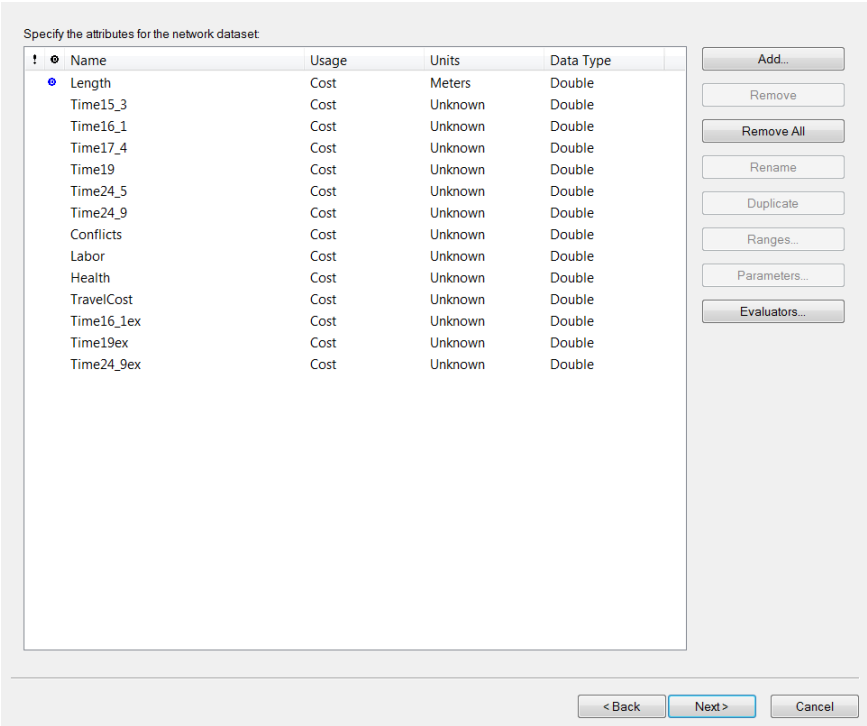 Specify the attributes for the network dataset:
! Name Usage Units Data Type
Length Cost Meters Double
Time15_3 Cost Unknown Double
Time16_1 Cost Unknown Double
Time17_4 Cost Unknown Double
Time19 Cost Unknown Double
Time24_5 Cost Unknown Double
Time24_9 Cost Unknown Double
Conflicts Cost Unknown Double
Labor Cost Unknown Double
Health Cost Unknown Double
TravelCost Cost Unknown Double
Time16_1ex Cost Unknown Double
Time19ex Cost Unknown Double
Time24_9ex Cost Unknown Double
Add...
Remove
Remove All
Rename
Duplicate
Ranges...
Parameters...
Evaluators...
< Back
Next >
Cancel